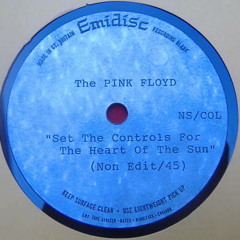 MADE IN GT. BRITAIN
Emidisc
RECORDING BLANK
The PINK FLOYD
NS/COL
"Set The Controls For
The Heart Of The Sun"
(Non Edit/45)
KEEP SURFACE CLEAN • USE LIGHTWEIGHT PICK UP
ENGLAND